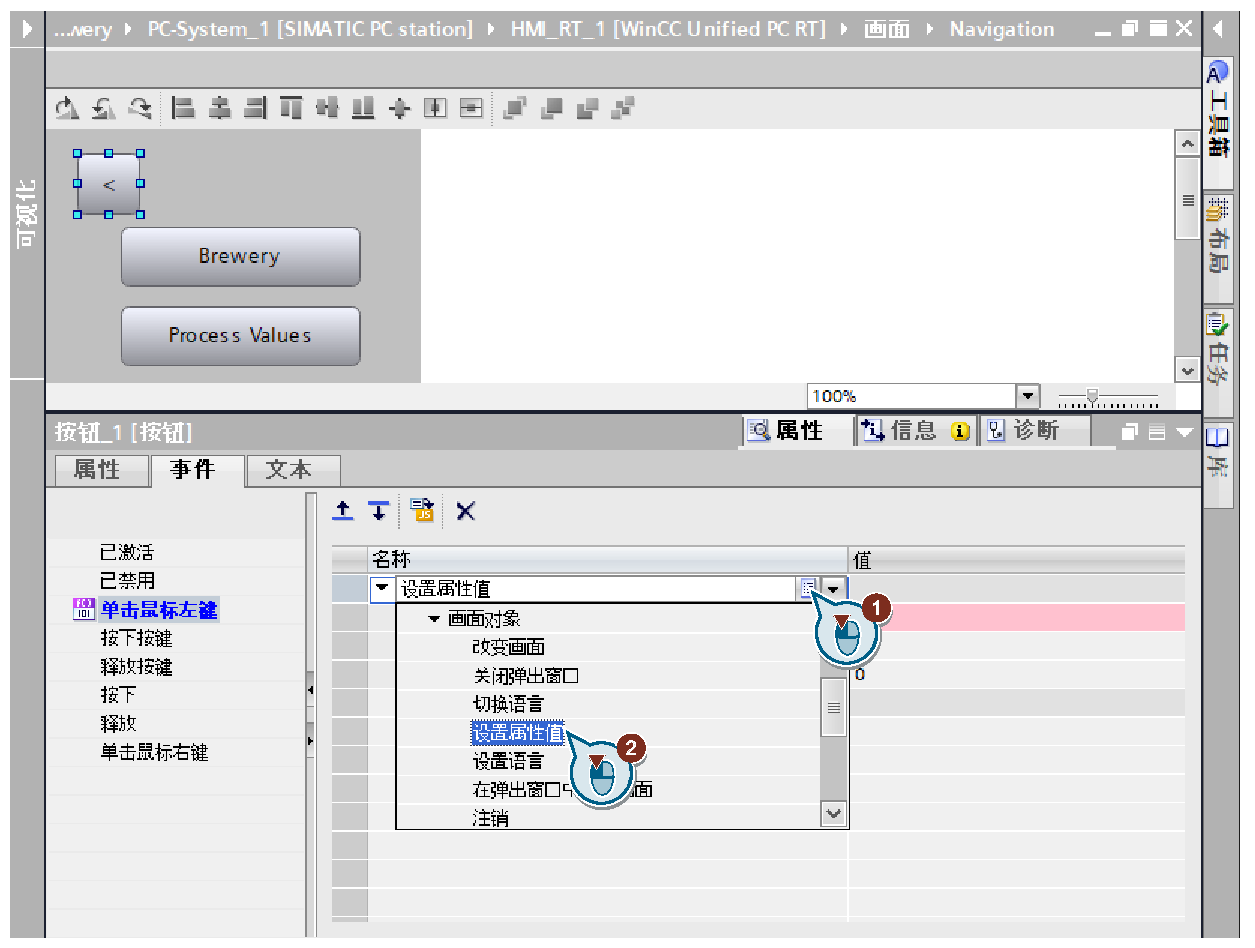 ...wery ▸ PC-System_1 [SIMATIC PC station] ▸ HMI_RT_1 [WinCC Unified PC RT] ▸ 画面 ▸ Navigation
可视化
<
Brewery
Process Values
100%
工具箱
布局
任务
库
按钮_1 [按钮]
属性
信息
诊断
属性
事件
文本
已激活
已禁用
单击鼠标左键
按下按键
释放按键
按下
释放
单击鼠标右键
名称
值
设置属性值
1
画面对象
改变画面
关闭弹出窗口
0
切换语言
设置属性值
2
设置语言
在弹出窗口中 面
注销